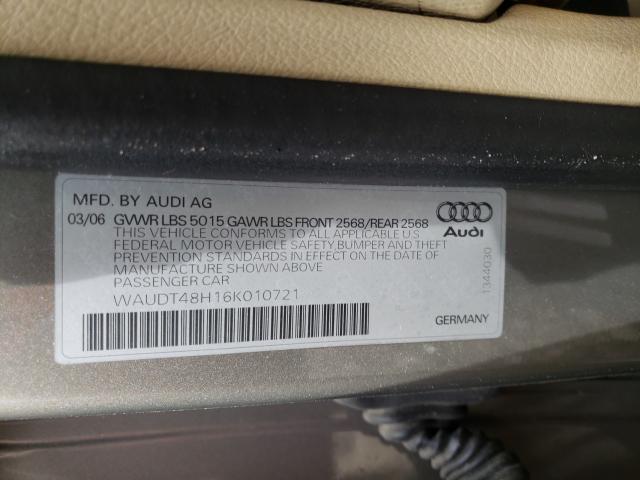 MFD. BY AUDI AG
03/06 GVWR LBS 5015 GAWR LBS FRONT 2568/REAR 2568
THIS VEHICLE CONFORMS TO ALL APPLICABLE U.S.
FEDERAL MOTOR VEHICLE SAFETY BUMPER AND THEFT
PREVENTION STANDARDS IN EFFECT ON THE DATE OF
MANUFACTURE SHOWN ABOVE
PASSENGER CAR
WAUDT48H16K010721
Audi
1344030
GERMANY